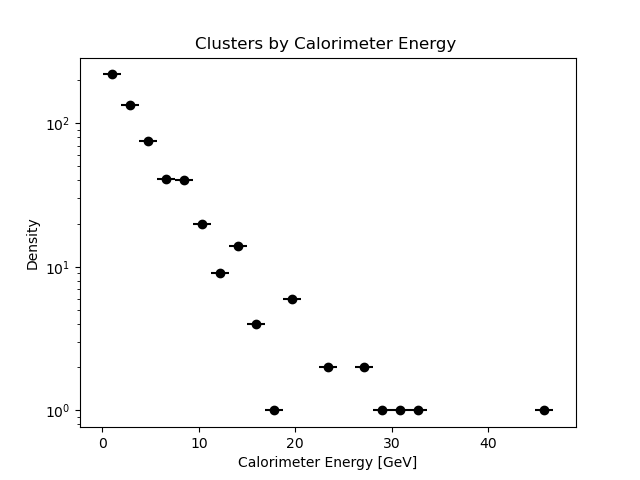 Clusters by Calorimeter Energy
Density
10²
10¹
10⁰
0 10 20 30 40
Calorimeter Energy [GeV]